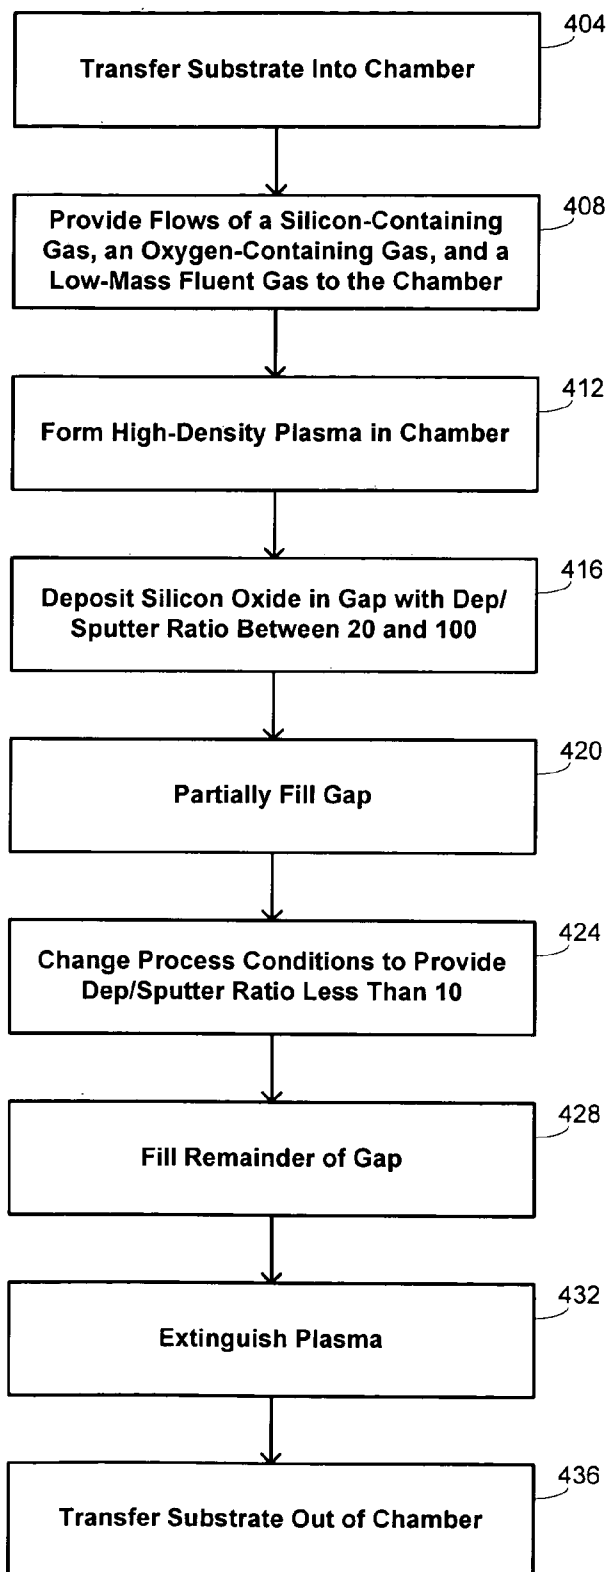 404
Transfer Substrate Into Chamber
408
Provide Flows of a Silicon-Containing
Gas, an Oxygen-Containing Gas, and a
Low-Mass Fluent Gas to the Chamber
412
Form High-Density Plasma in Chamber
416
Deposit Silicon Oxide in Gap with Dep/
Sputter Ratio Between 20 and 100
420
Partially Fill Gap
424
Change Process Conditions to Provide
Dep/Sputter Ratio Less Than 10
428
Fill Remainder of Gap
432
Extinguish Plasma
436
Transfer Substrate Out of Chamber